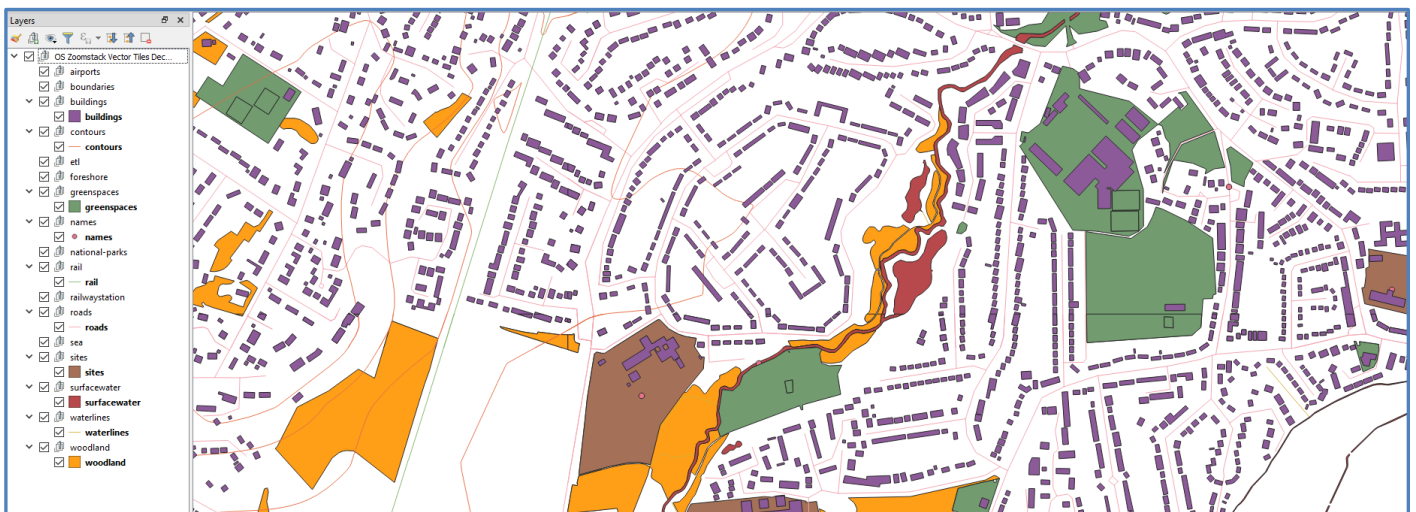 Layers
OS Zoomstack Vector Tiles Dec...
airports
boundaries
buildings
buildings
contours
contours
etl
foreshore
greenspaces
greenspaces
names
names
national-parks
rail
rail
railwaystation
roads
roads
sea
sites
sites
surfacewater
surfacewater
waterlines
waterlines
woodland
woodland